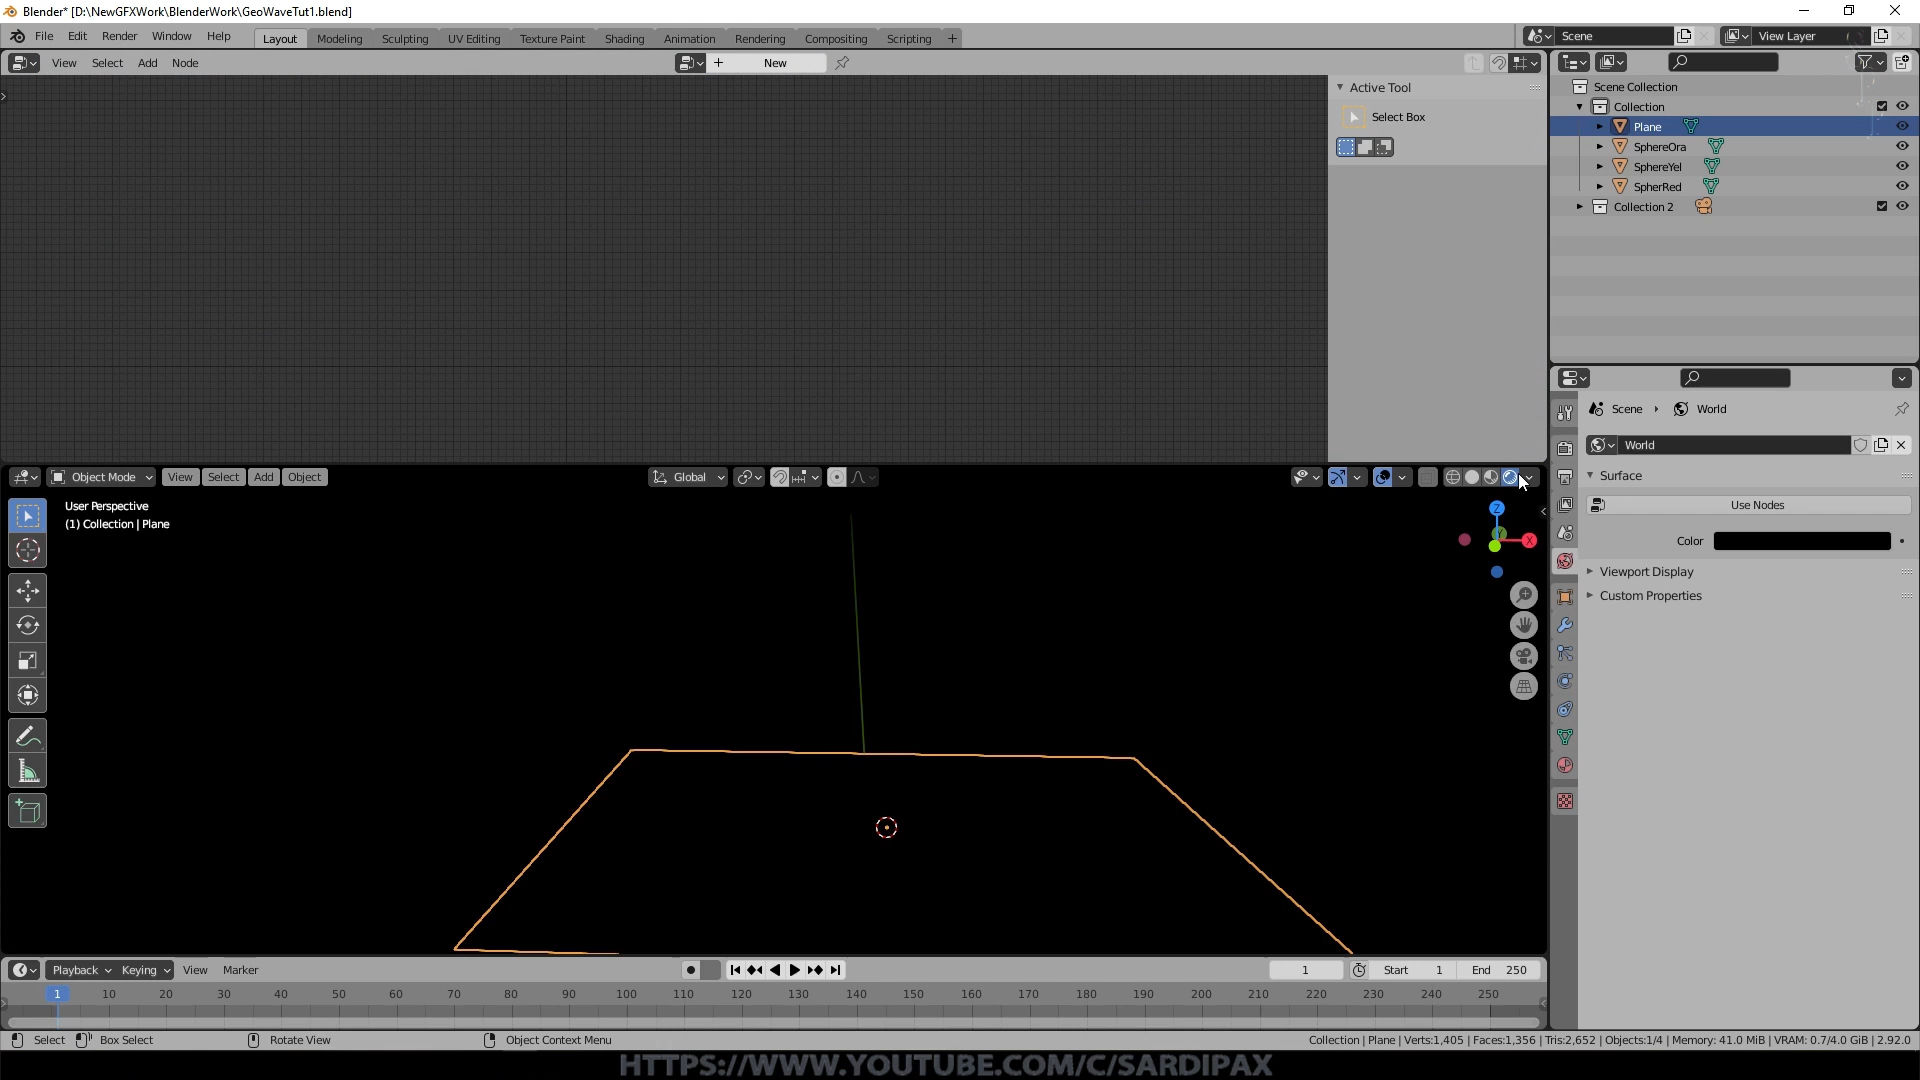 Blender* [D:\NewGFXWork\BlenderWork\GeoWaveTut1.blend]
File Edit Render Window Help Layout Modeling Sculpting UV Editing Texture Paint Shading Animation Rendering Compositing Scripting + Scene View Layer
View Select Add Node + New
Active Tool
Select Box
Scene Collection
Collection
Plane
SphereOra
SphereYel
SpherRed
Collection 2
Scene World
World
Surface
Use Nodes
Color
Viewport Display
Custom Properties
Object Mode View Select Add Object Global
User Perspective
(1) Collection | Plane
Z
X
Playback Keying View Marker 1 Start 1 End 250
1 10 20 30 40 50 60 70 80 90 100 110 120 130 140 150 160 170 180 190 200 210 220 230 240 250
Select Box Select Rotate View Object Context Menu Collection | Plane | Verts:1,405 | Faces:1,356 | Tris:2,652 | Objects:1/4 | Memory: 41.0 MiB | VRAM: 0.7/4.0 GiB | 2.92.0
HTTPS://WWW.YOUTUBE.COM/C/SARDIPAX